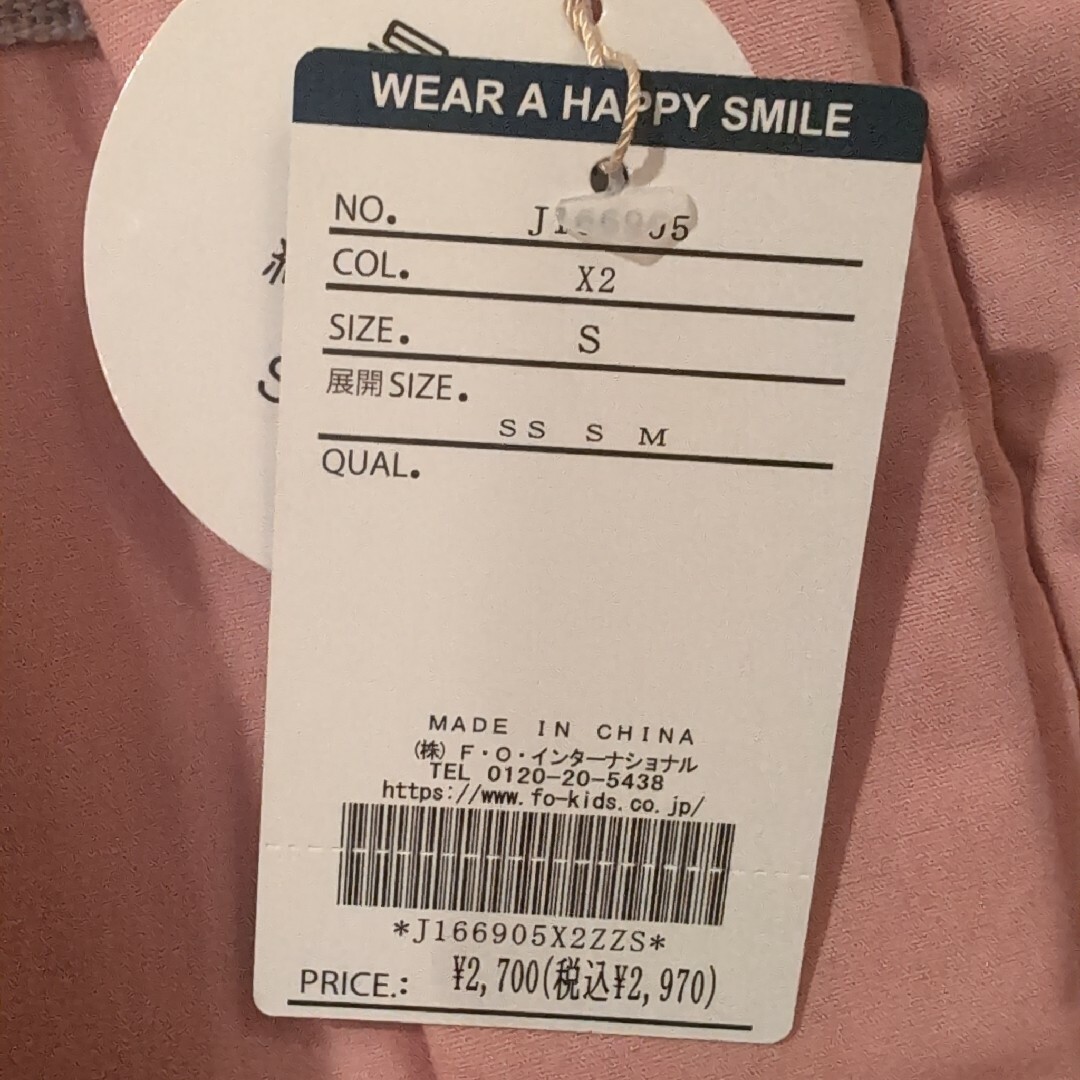 WEAR A HAPPY SMILE
NO. J166905
COL. X2
SIZE. S
展開SIZE.
SS S M
QUAL.
MADE IN CHINA
(株) F・O・インターナショナル
TEL 0120-20-5438
https://www.fo-kids.co.jp/
*J166905X2ZZS*
PRICE.: ¥2,700(税込¥2,970)